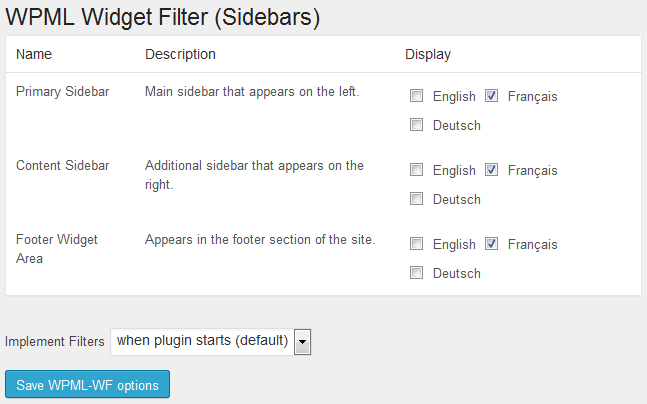 WPML Widget Filter (Sidebars)
Name Description Display
Primary Sidebar Main sidebar that appears on the left. English Français
Deutsch
Content Sidebar Additional sidebar that appears on the English Français
right. Deutsch
Footer Widget Appears in the footer section of the site. English Français
Area Deutsch
Implement Filters when plugin starts (default)
Save WPML-WF options